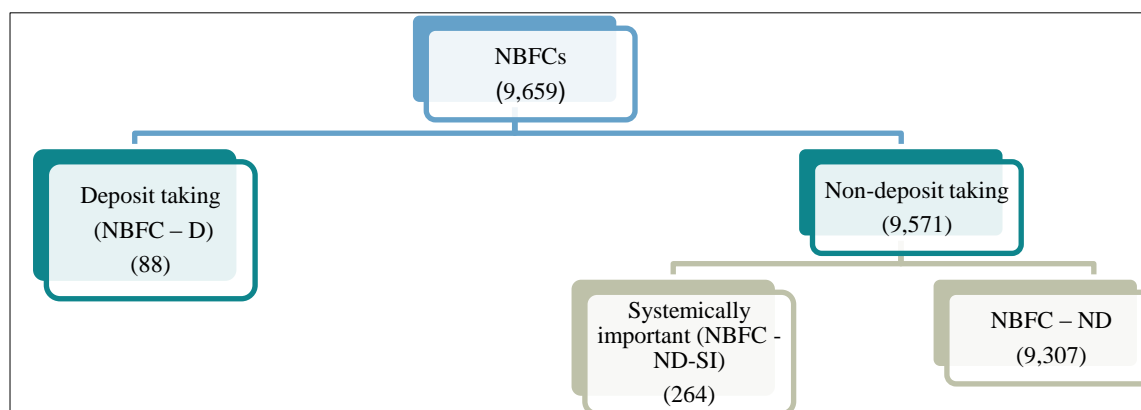 NBFCs
(9,659)
Deposit taking
(NBFC – D)
(88)
Non-deposit taking
(9,571)
Systemically
important (NBFC -
ND-SI)
(264)
NBFC – ND
(9,307)